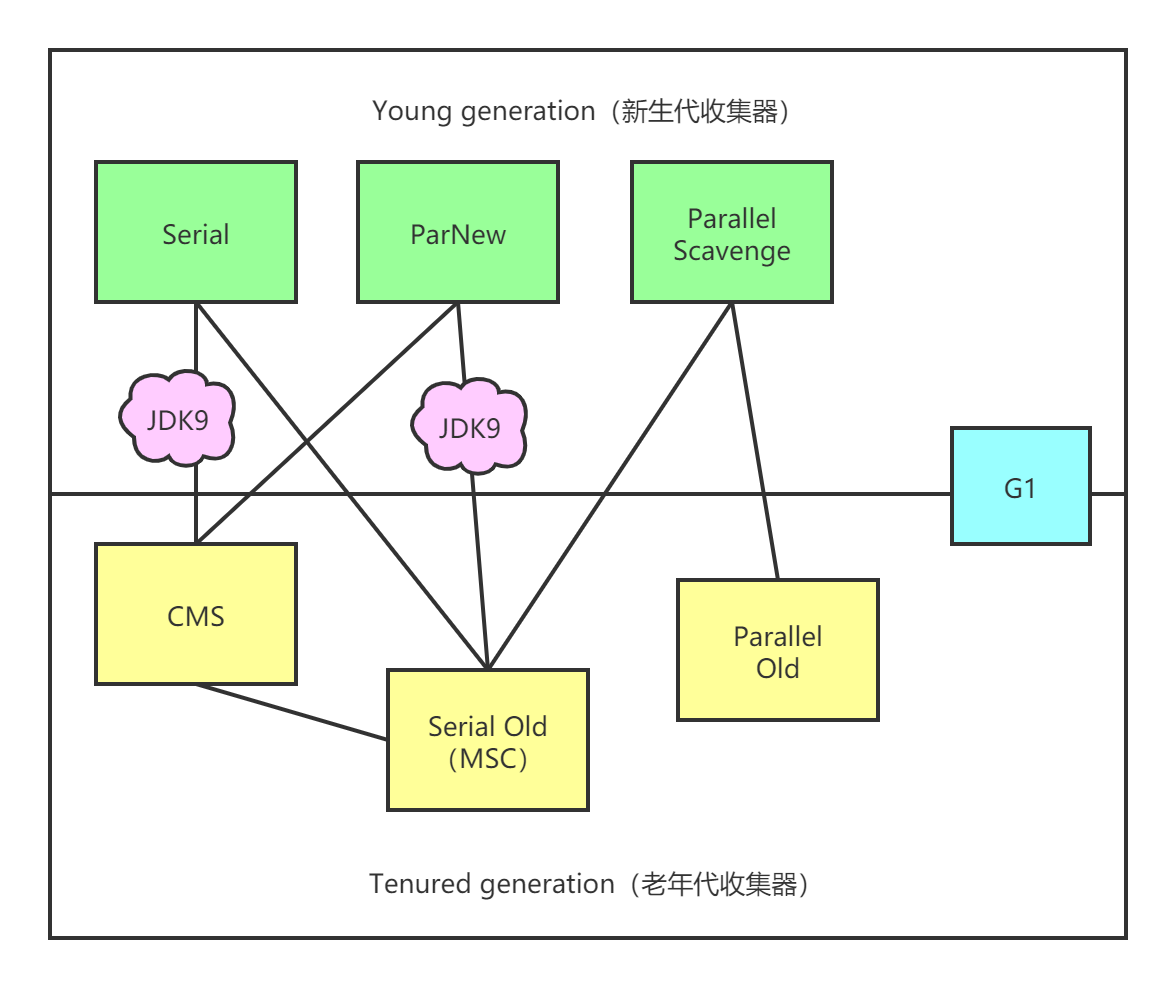 Young generation（新生代收集器）
Serial
ParNew
Parallel
Scavenge
JDK9
JDK9
G1
CMS
Parallel
Old
Serial Old
（MSC）
Tenured generation（老年代收集器）